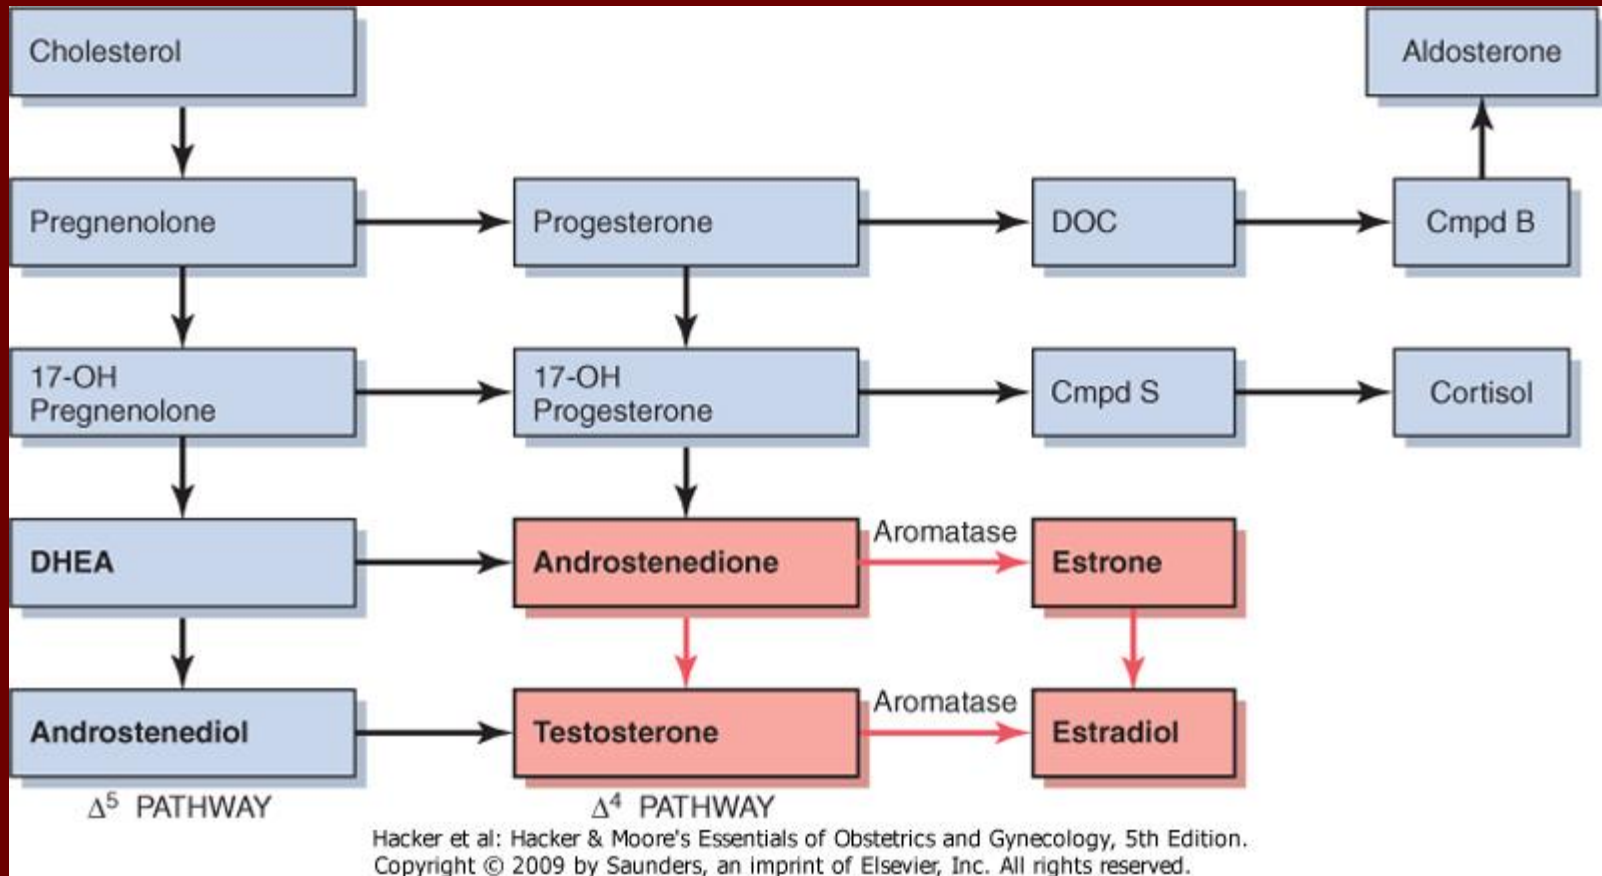 Cholesterol
Aldosterone
Pregnenolone
Progesterone
DOC
Cmpd B
17-OH
Pregnenolone
17-OH
Progesterone
Cmpd S
Cortisol
DHEA
Androstenedione
Aromatase
Estrone
Androstenediol
Testosterone
Aromatase
Estradiol
Δ⁵ PATHWAY
Δ⁴ PATHWAY
Hacker et al: Hacker & Moore's Essentials of Obstetrics and Gynecology, 5th Edition.
Copyright © 2009 by Saunders, an imprint of Elsevier, Inc. All rights reserved.